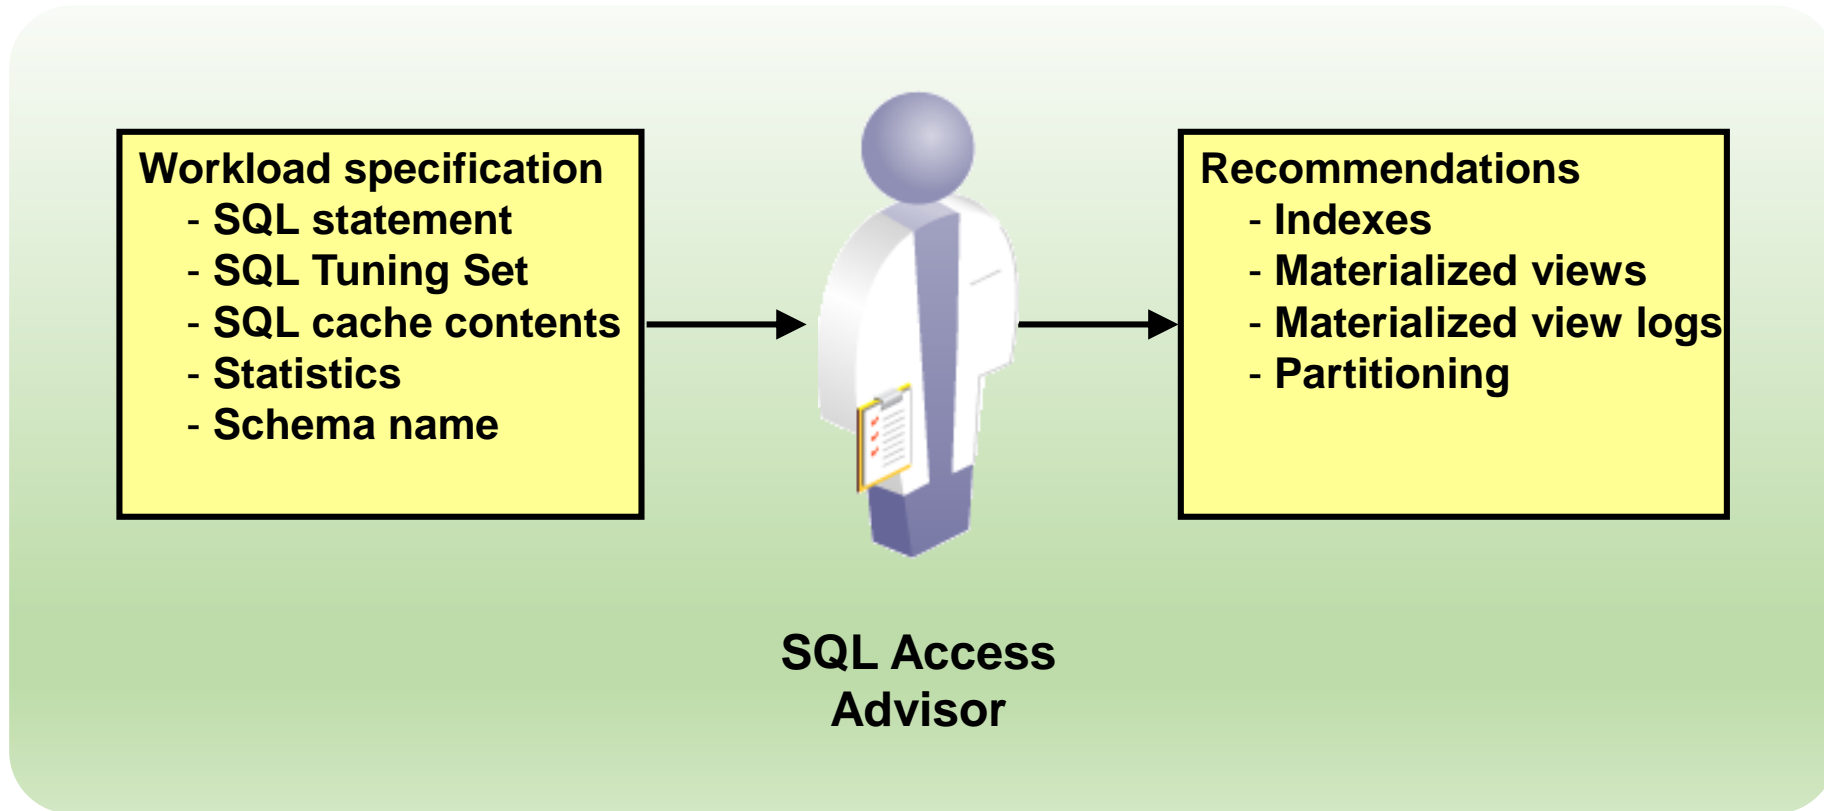 Workload specification
- SQL statement
- SQL Tuning Set
- SQL cache contents
- Statistics
- Schema name
Recommendations
- Indexes
- Materialized views
- Materialized view logs
- Partitioning
SQL Access
Advisor